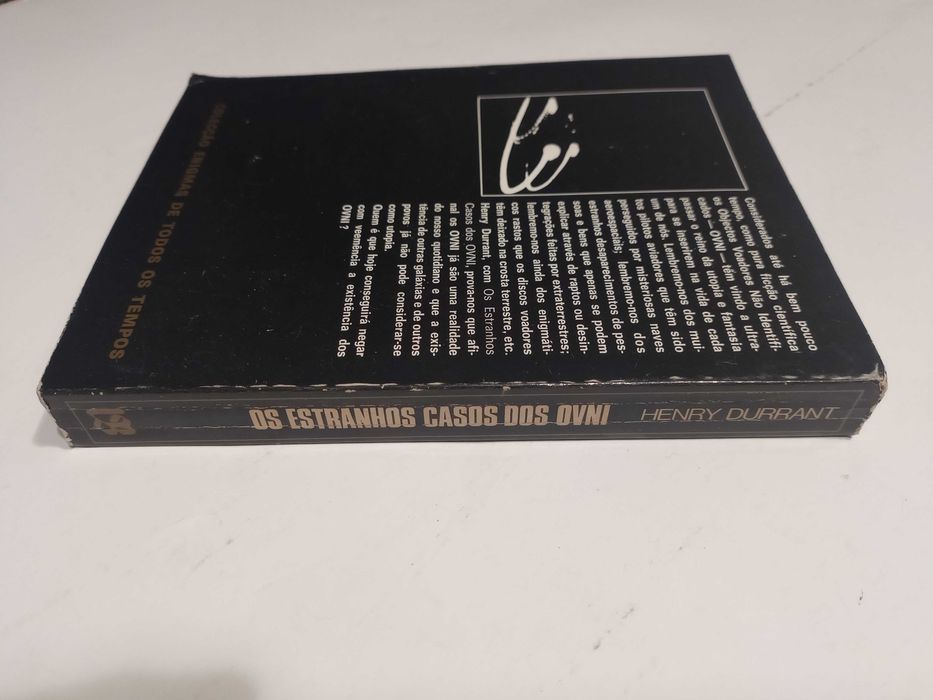 COLECÇÃO ENIGMAS DE TODOS OS TEMPOS
Considerados até há bem pouco
tempo, como pura ficção científica
os Objectos Voadores Não Identifi-
cados — OVNI — têm vindo a ultra-
passar o reino da utopia e fantasia
para se inserirem na vida de cada
um de nós. Lembremo-nos dos múl-
tiplos pilotos aviadores que têm sido
perseguidos por misteriosas naves
aeroespaciais; lembremo-nos dos
estranhos desaparecimentos de pes-
soas e bens que apenas se podem
explicar através de raptos ou desin-
tegrações feitas por extraterrestres;
lembremo-nos ainda dos enigmáti-
cos rastos que os discos voadores
têm deixado na crosta terrestre, etc.
Henry Durrant, com Os Estranhos
Casos dos OVNI, prova-nos que afi-
nal os OVNI já são uma realidade
do nosso quotidiano e que a exis-
tência de outras galáxias e de outros
povos já não pode considerar-se
como utopia.
Quem é que hoje conseguirá negar
com veemência a existência dos
OVNI?
OS ESTRANHOS CASOS DOS OVNI HENRY DURRANT